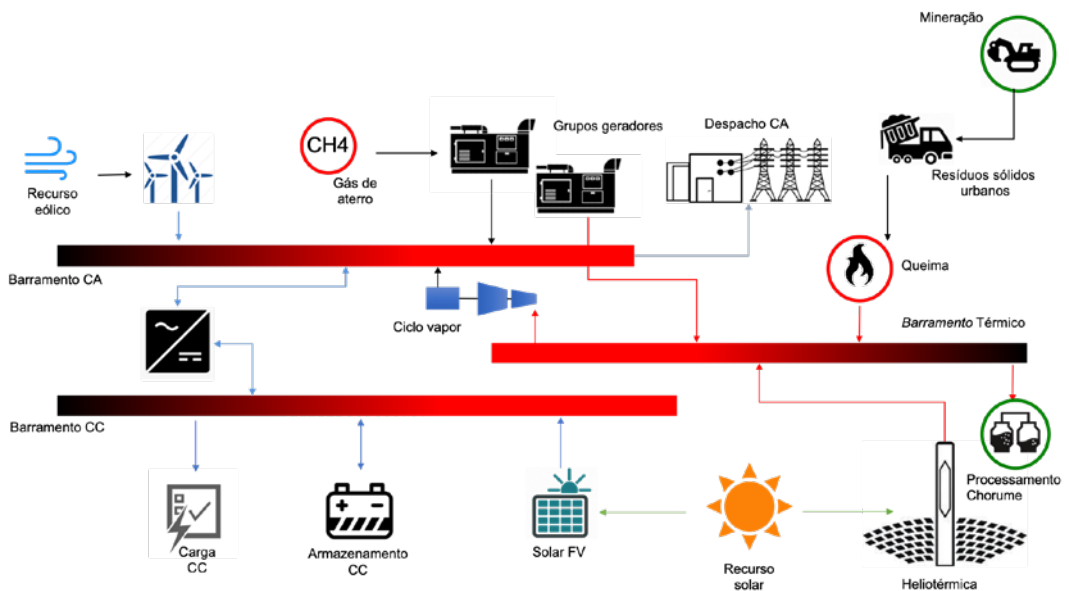 Mineração
CH4
Grupos geradores
Despacho CA
Gás de
aterro
Recurso
eólico
Resíduos sólidos
urbanos
Queima
Barramento CA
Ciclo vapor
Barramento Térmico
Barramento CC
Processamento
Chorume
Carga
CC
Armazenamento
CC
Solar FV
Recurso
solar
Heliotérmica